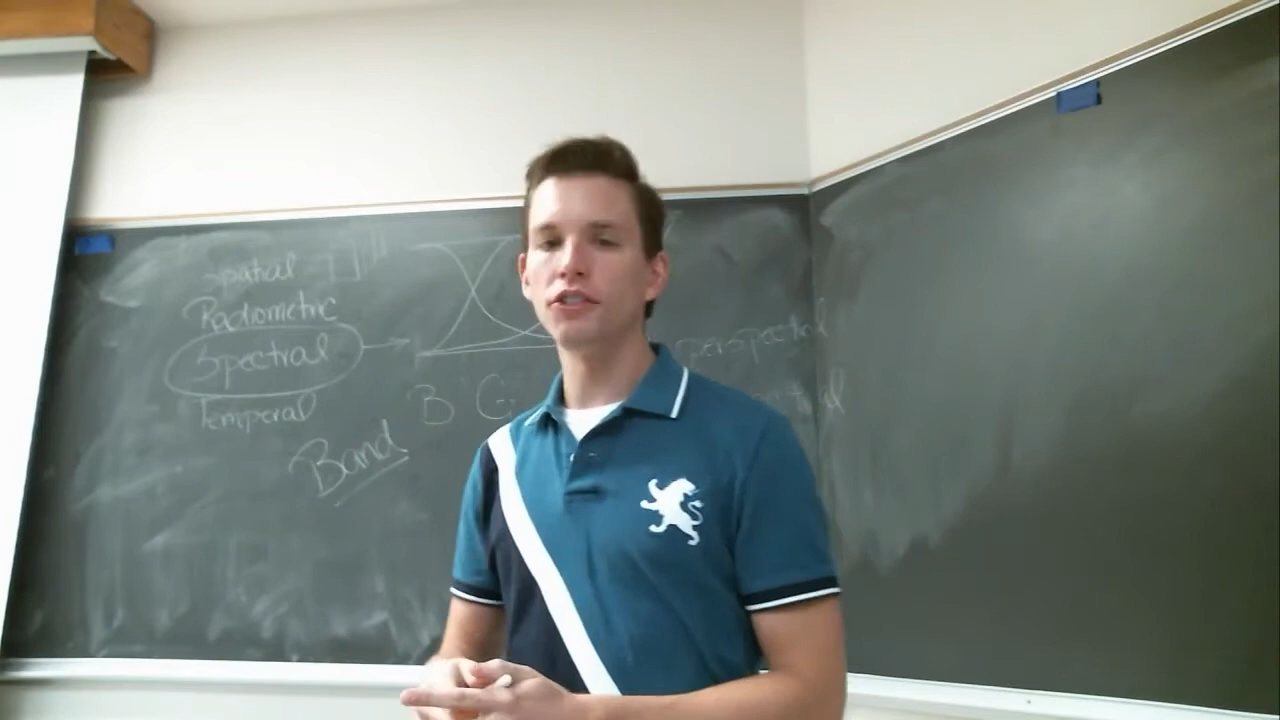 Spatial
Radiometric
Spectral
Temporal
Band
B G
perspectral